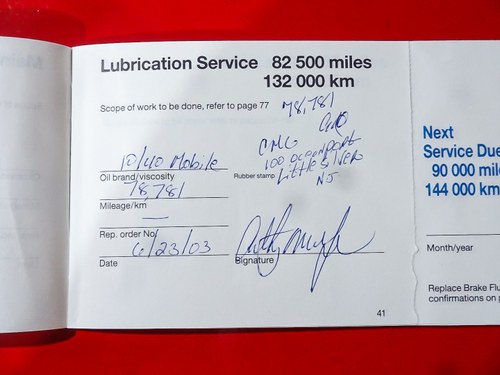 Lubrication Service 82 500 miles
132 000 km
Scope of work to be done, refer to page 77
78,781
CMC
100 Oceanport
Little Silver
NJ
Rubber stamp
10/40 Mobile
Oil brand/viscosity
78,781
Mileage/km
—
Rep. order No.
6/23/03
Date
Signature
41
Next
Service Due
90 000 mil
144 000 km
Month/year
Replace Brake Flu
confirmations on p